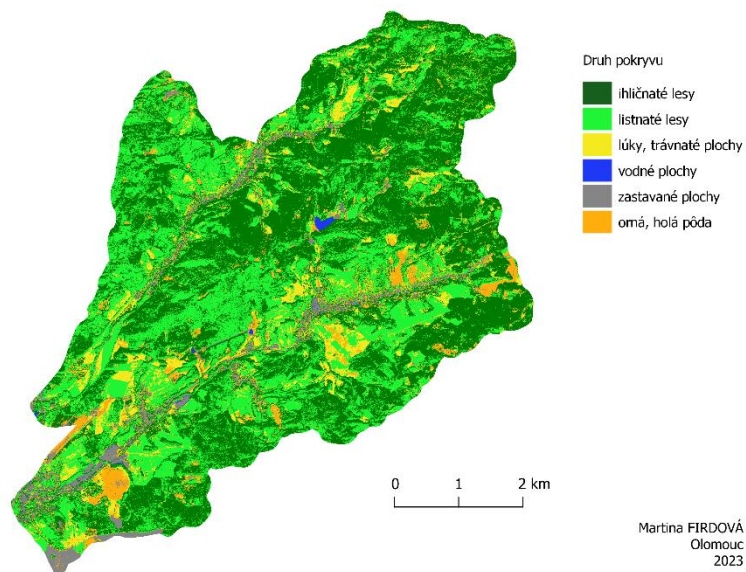 Druh pokryvu
ihličnaté lesy
listnaté lesy
lúky, trávnaté plochy
vodné plochy
zastavané plochy
orná, holá pôda
0 1 2 km
Martina FIRDOVÁ
Olomouc
2023